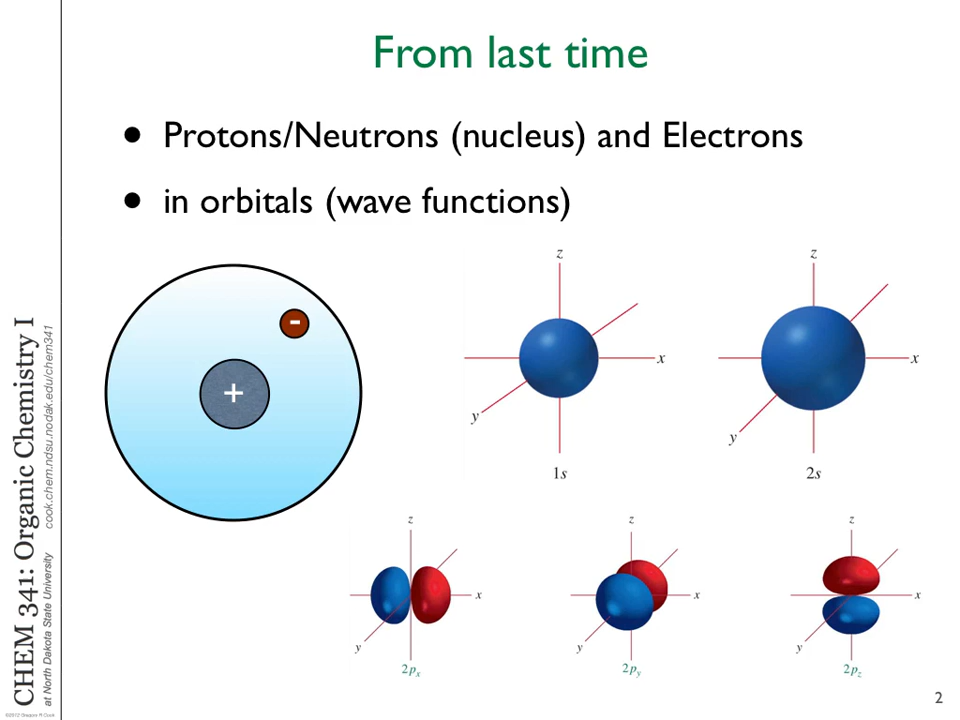 From last time
• Protons/Neutrons (nucleus) and Electrons
• in orbitals (wave functions)
+
-
z
x
y
1s
z
x
y
2s
z
x
y
2px
z
x
y
2py
z
x
y
2pz
CHEM 341: Organic Chemistry I
at North Dakota State University cook.chem.ndsu.nodak.edu/chem341
2